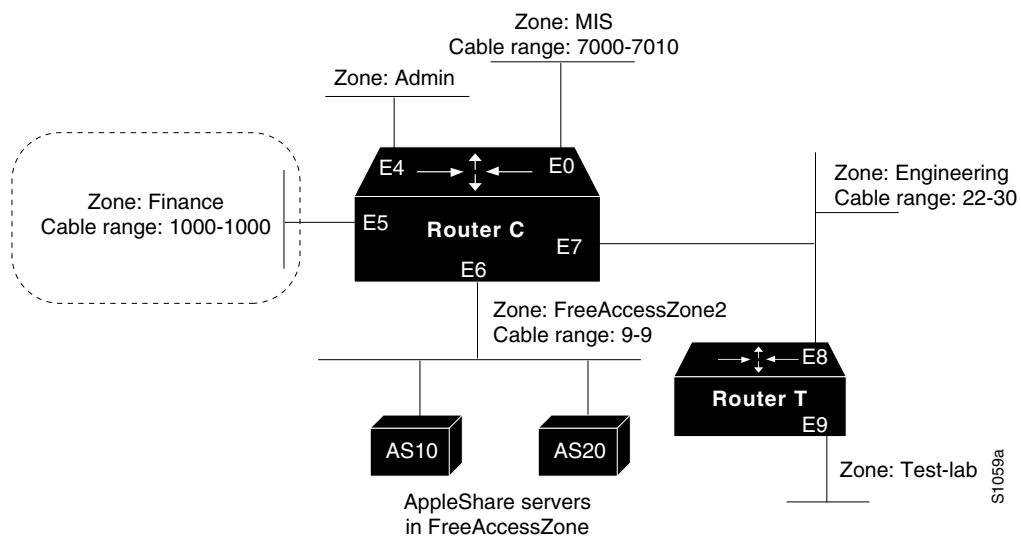 Zone: MIS
Cable range: 7000-7010
Zone: Admin
E4
E0
Zone: Engineering
Cable range: 22-30
Zone: Finance
Cable range: 1000-1000
E5
Router C
E7
E6
Zone: FreeAccessZone2
Cable range: 9-9
E8
Router T
E9
AS10
AS20
Zone: Test-lab
AppleShare servers
in FreeAccessZone
S1059a